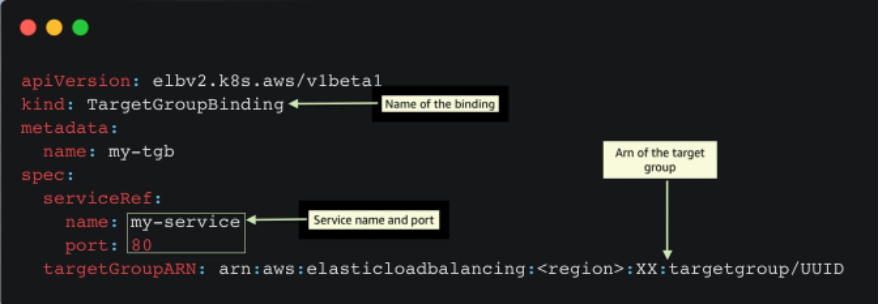 apiVersion: elbv2.k8s.aws/v1beta1
kind: TargetGroupBinding
Name of the binding
metadata:
name: my-tgb
Arn of the target
group
spec:
serviceRef:
name: my-service
Service name and port
port: 80
targetGroupARN: arn:aws:elasticloadbalancing:<region>:XX:targetgroup/UUID